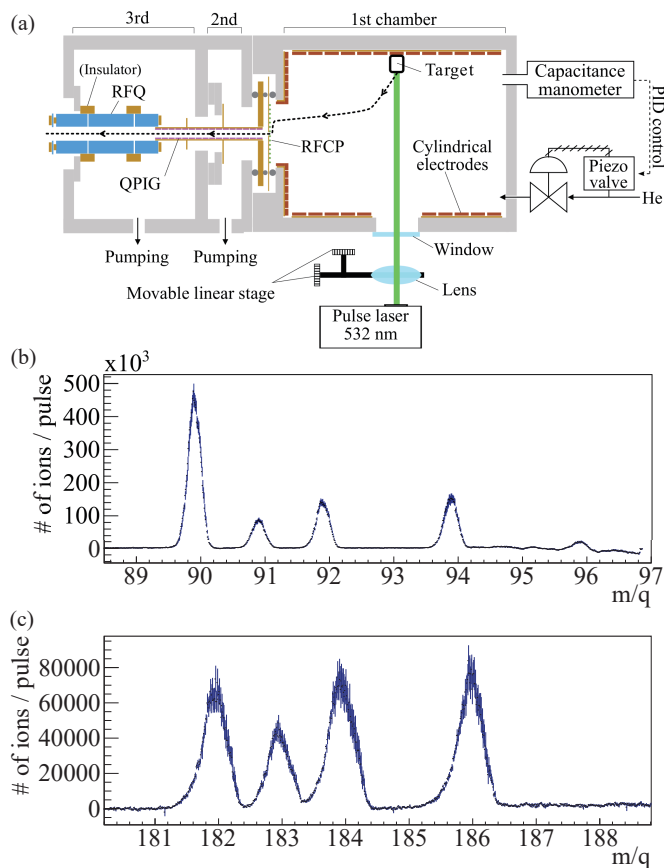 (a)
3rd
2nd
1st chamber
(Insulator)
RFQ
Target
Capacitance
manometer
PID control
RFCP
QPIG
Cylindrical
electrodes
Piezo
valve
He
Pumping
Pumping
Window
Movable linear stage
Lens
Pulse laser
532 nm
(b)
x10³
# of ions / pulse
500
400
300
200
100
0
89 90 91 92 93 94 95 96 97
m/q
(c)
# of ions / pulse
80000
60000
40000
20000
0
181 182 183 184 185 186 187 188
m/q